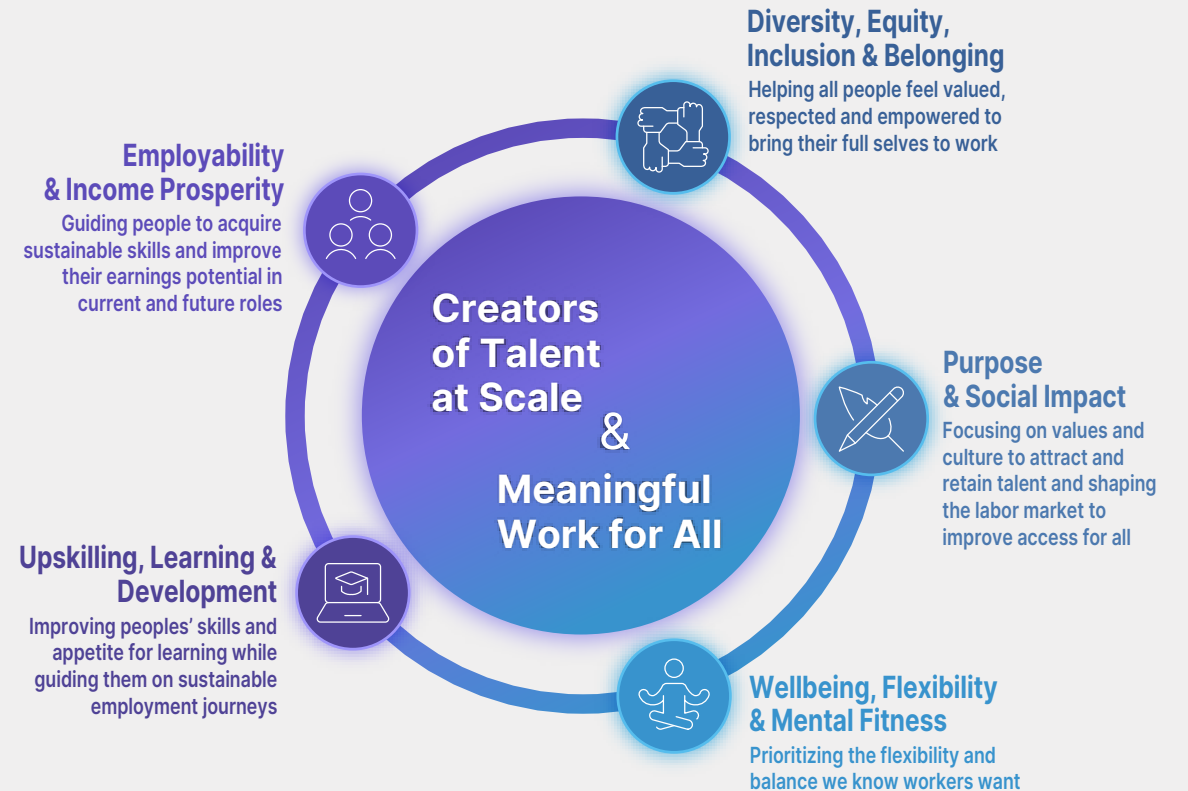 Diversity, Equity,
Inclusion & Belonging
Helping all people feel valued,
respected and empowered to
bring their full selves to work
Employability
& Income Prosperity
Guiding people to acquire
sustainable skills and improve
their earnings potential in
current and future roles
Creators
of Talent
at Scale
&
Meaningful
Work for All
Purpose
& Social Impact
Focusing on values and
culture to attract and
retain talent and shaping
the labor market to
improve access for all
Upskilling, Learning &
Development
Improving peoples’ skills and
appetite for learning while
guiding them on sustainable
employment journeys
Wellbeing, Flexibility
& Mental Fitness
Prioritizing the flexibility and
balance we know workers want